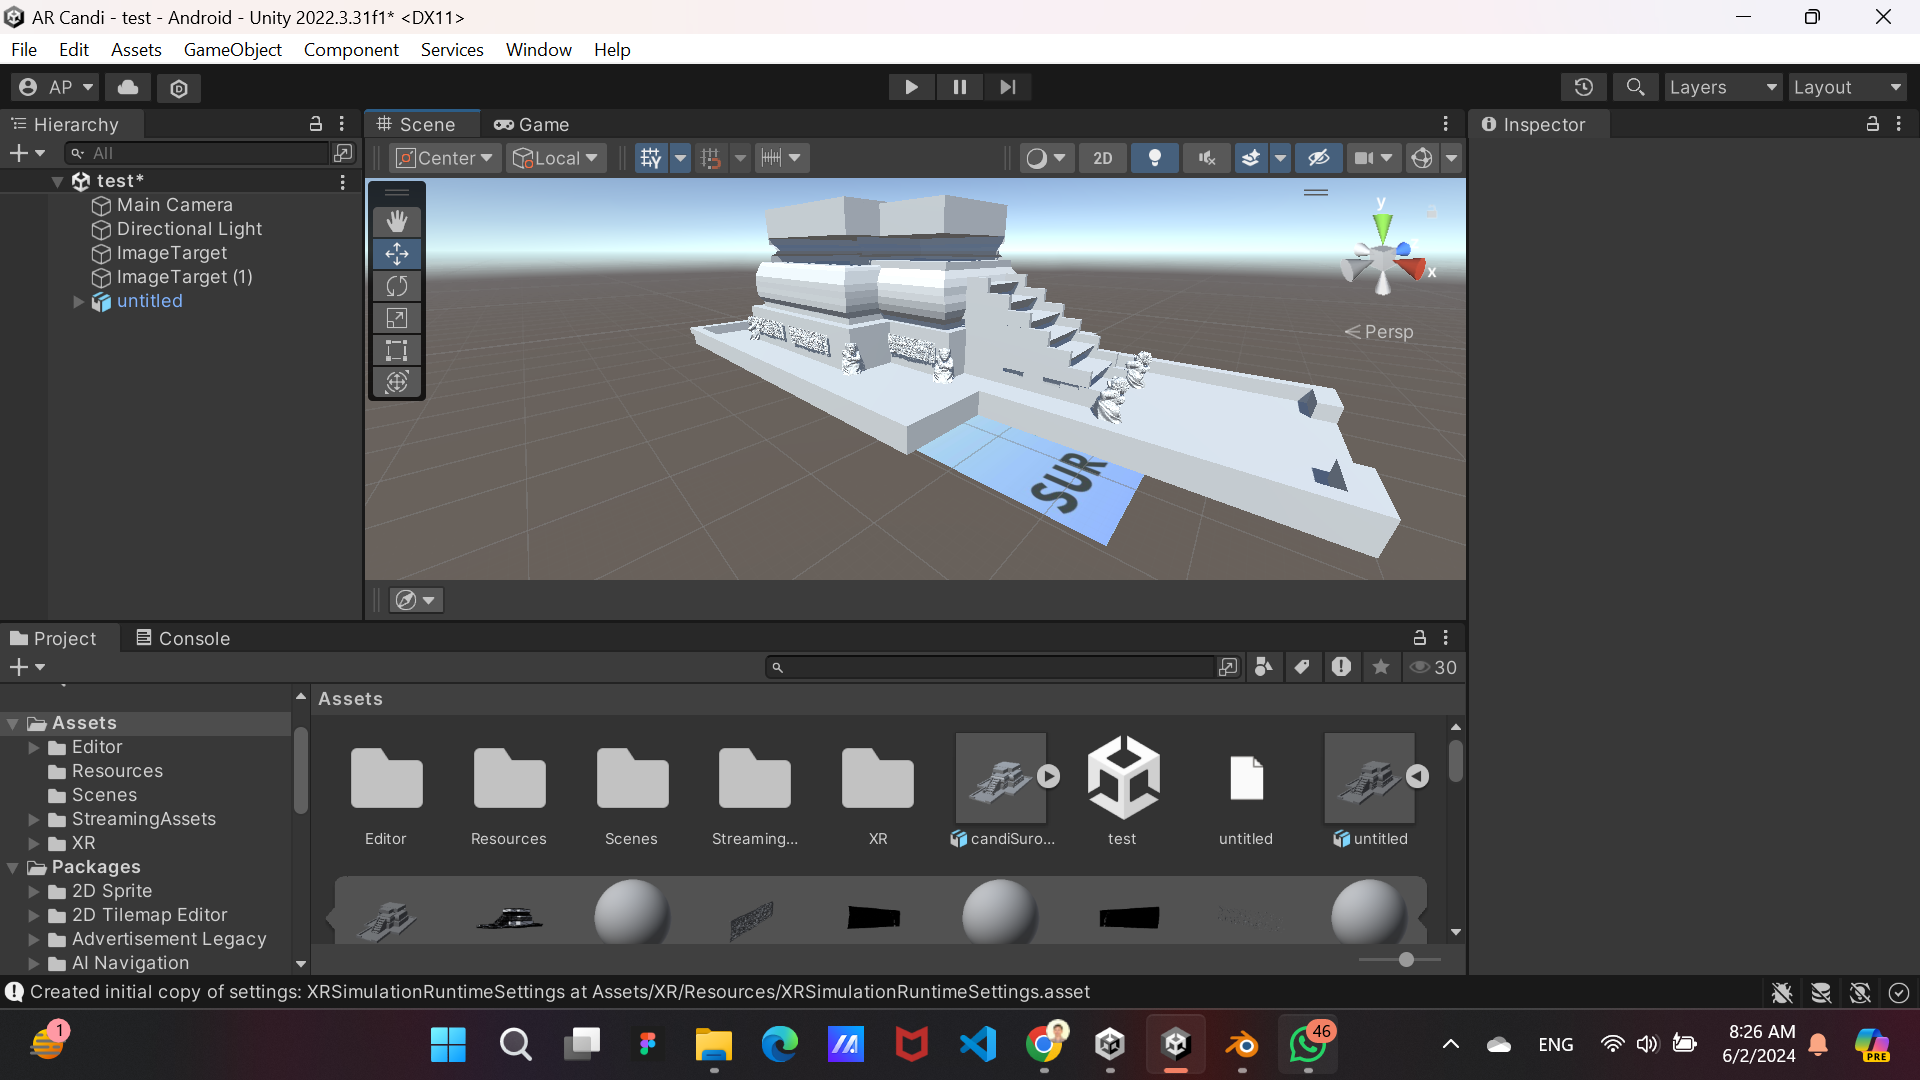 AR Candi - test - Android - Unity 2022.3.31f1* <DX11>
File Edit Assets GameObject Component Services Window Help
AP Layers Layout
Hierarchy
All
test*
Main Camera
Directional Light
ImageTarget
ImageTarget (1)
untitled
Scene Game
Center Local 2D
y
x
Persp
SUR
Inspector
Project Console
30
Assets
Editor
Resources
Scenes
StreamingAssets
XR
Packages
2D Sprite
2D Tilemap Editor
Advertisement Legacy
AI Navigation
Assets
Editor Resources Scenes Streaming... XR candiSuro... test untitled untitled
Created initial copy of settings: XRSimulationRuntimeSettings at Assets/XR/Resources/XRSimulationRuntimeSettings.asset
1
46
ENG
8:26 AM
6/2/2024
PRE